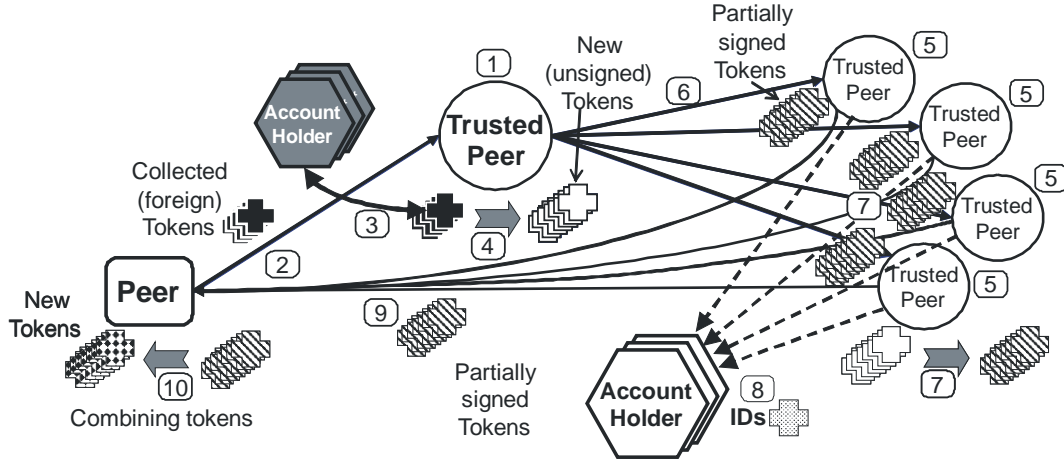 Partially
signed
Tokens
5
Trusted
Peer
New
(unsigned)
Tokens
1
6
5
Account
Holder
Trusted
Peer
Trusted
Peer
Collected
(foreign)
Tokens
5
3
4
7
Trusted
Peer
2
Peer
Trusted
Peer
5
New
Tokens
9
10
Combining tokens
Partially
signed
Tokens
Account
Holder
8
IDs
7